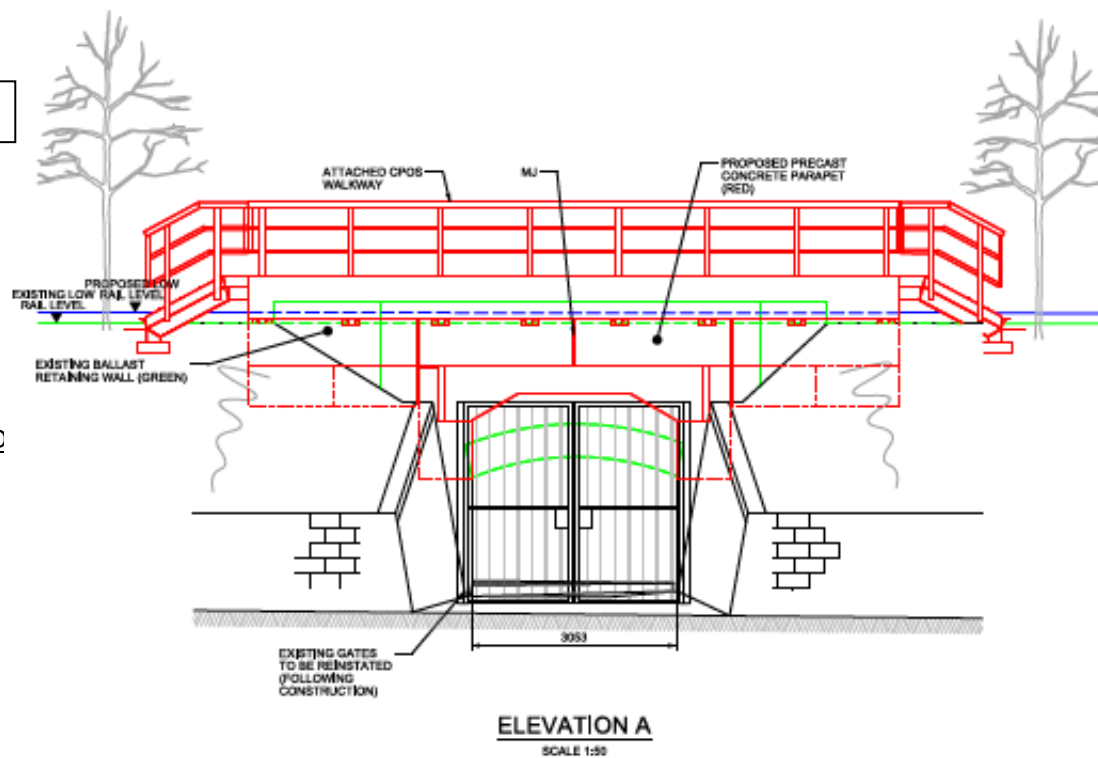 ATTACHED CPOS
WALKWAY
MJ
PROPOSED PRECAST
CONCRETE PARAPET
(RED)
PROPOSED LOW
RAIL LEVEL
EXISTING LOW
RAIL LEVEL
EXISTING BALLAST
RETAINING WALL (GREEN)
3053
EXISTING GATES
TO BE REINSTATED
(FOLLOWING
CONSTRUCTION)
ELEVATION A
SCALE 1:50